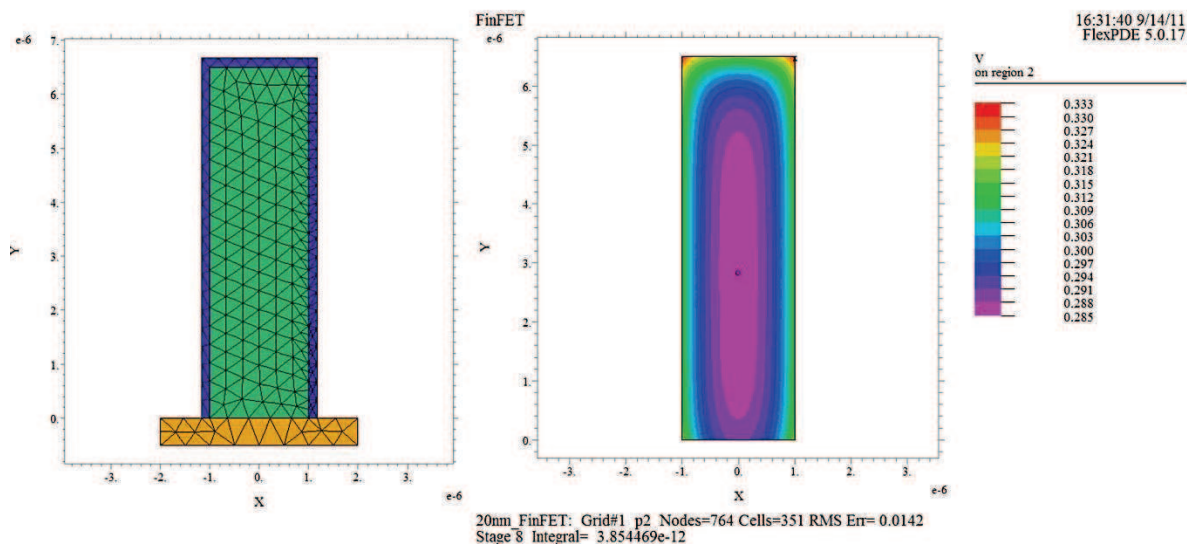 FinFET
16:31:40 9/14/11
FlexPDE 5.0.17
e-6
7.
6.
5.
4.
3.
2.
1.
0.
Y
-3. -2. -1. 0. 1. 2. 3.
e-6
X
e-6
6.
5.
4.
3.
2.
1.
0.
Y
-3. -2. -1. 0. 1. 2. 3.
e-6
X
V
on region 2
0.333
0.330
0.327
0.324
0.321
0.318
0.315
0.312
0.309
0.306
0.303
0.300
0.297
0.294
0.291
0.288
0.285
20nm_FinFET: Grid#1 p2 Nodes=764 Cells=351 RMS Err= 0.0142
Stage 8 Integral= 3.854469e-12